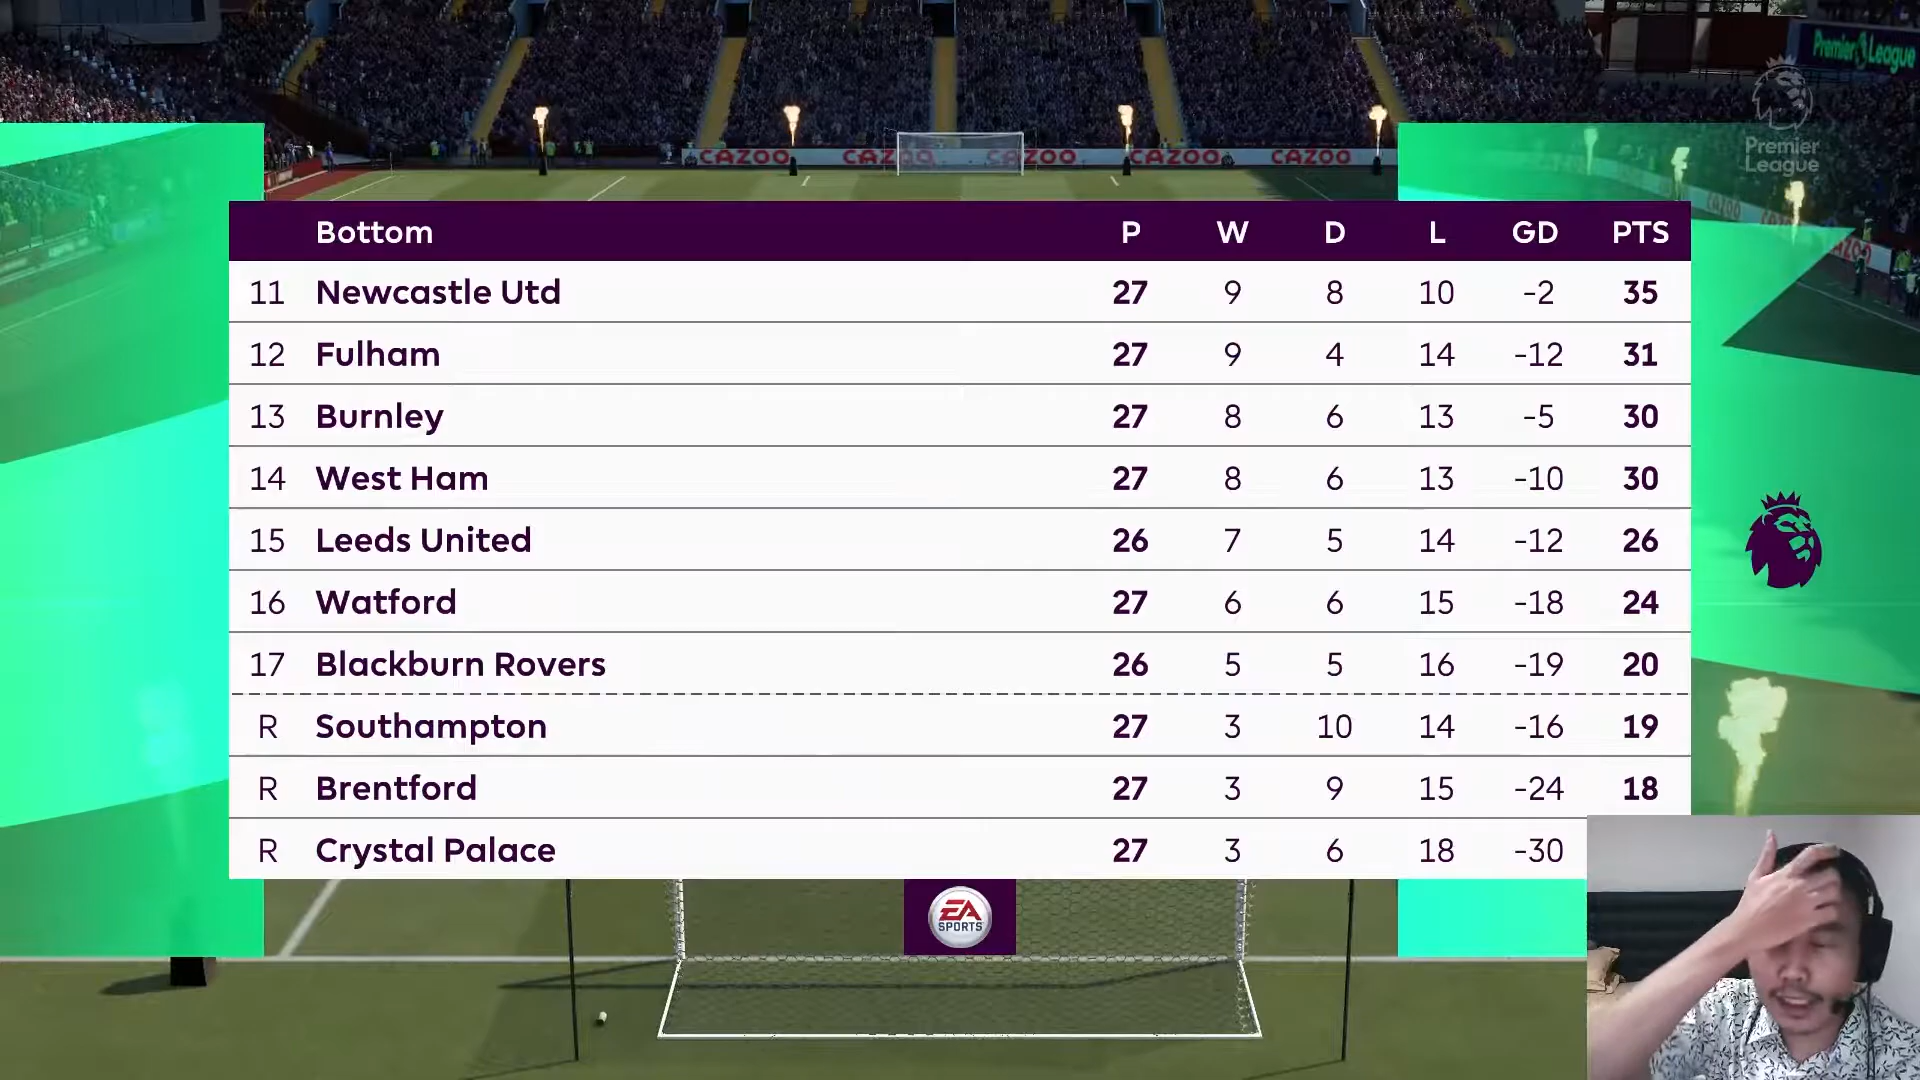 Premier League
Premier
League
CAZOO CAZOO CAZOO CAZOO CAZOO
Bottom P W D L GD PTS
11 Newcastle Utd 27 9 8 10 -2 35
12 Fulham 27 9 4 14 -12 31
13 Burnley 27 8 6 13 -5 30
14 West Ham 27 8 6 13 -10 30
15 Leeds United 26 7 5 14 -12 26
16 Watford 27 6 6 15 -18 24
17 Blackburn Rovers 26 5 5 16 -19 20
R Southampton 27 3 10 14 -16 19
R Brentford 27 3 9 15 -24 18
R Crystal Palace 27 3 6 18 -30
EA
SPORTS